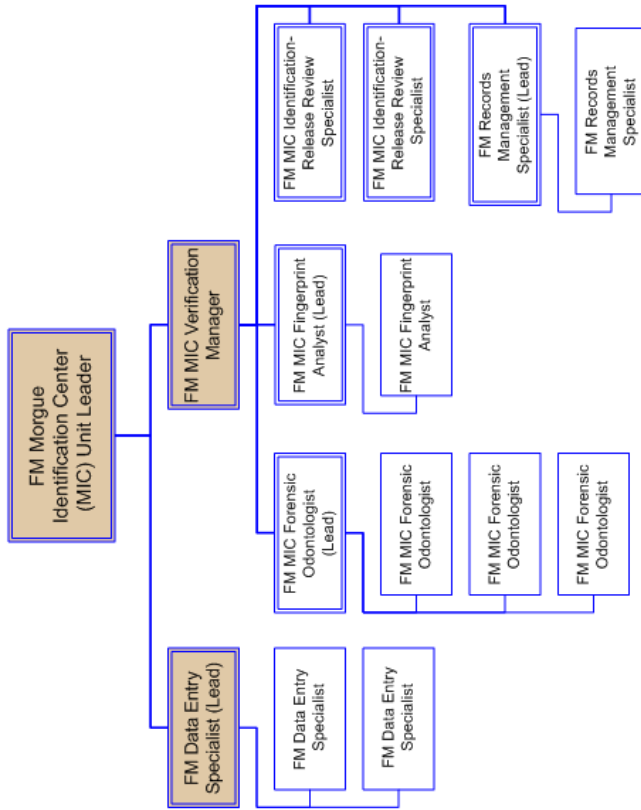 FM Morgue
Identification Center
(MIC) Unit Leader
FM Data Entry
Specialist (Lead)
FM MIC Verification
Manager
FM Data Entry
Specialist
FM Data Entry
Specialist
FM MIC Forensic
Odontologist
(Lead)
FM MIC Forensic
Odontologist
FM MIC Forensic
Odontologist
FM MIC Forensic
Odontologist
FM MIC Fingerprint
Analyst (Lead)
FM MIC Fingerprint
Analyst
FM MIC Identification-
Release Review
Specialist
FM MIC Identification-
Release Review
Specialist
FM Records
Management
Specialist (Lead)
FM Records
Management
Specialist